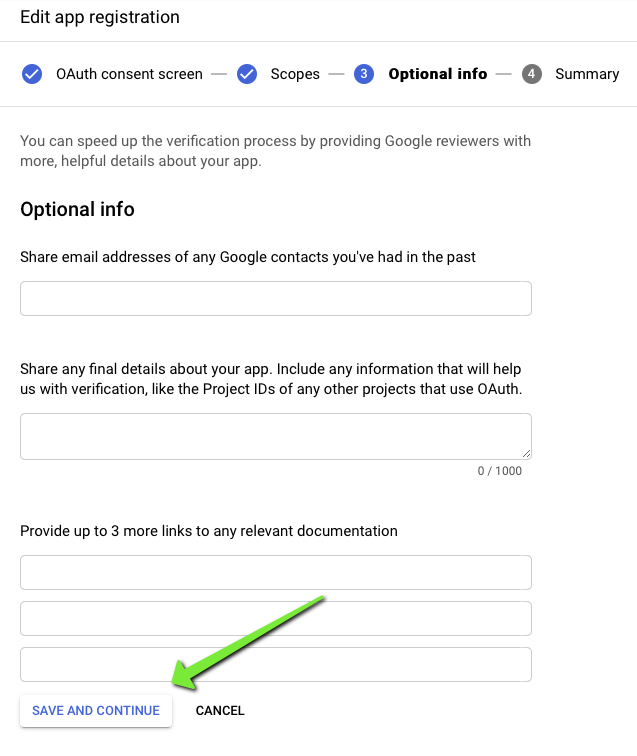 Edit app registration
OAuth consent screen — Scopes — 3 Optional info — 4 Summary
You can speed up the verification process by providing Google reviewers with
more, helpful details about your app.
Optional info
Share email addresses of any Google contacts you've had in the past
Share any final details about your app. Include any information that will help
us with verification, like the Project IDs of any other projects that use OAuth.
0 / 1000
Provide up to 3 more links to any relevant documentation
SAVE AND CONTINUE CANCEL